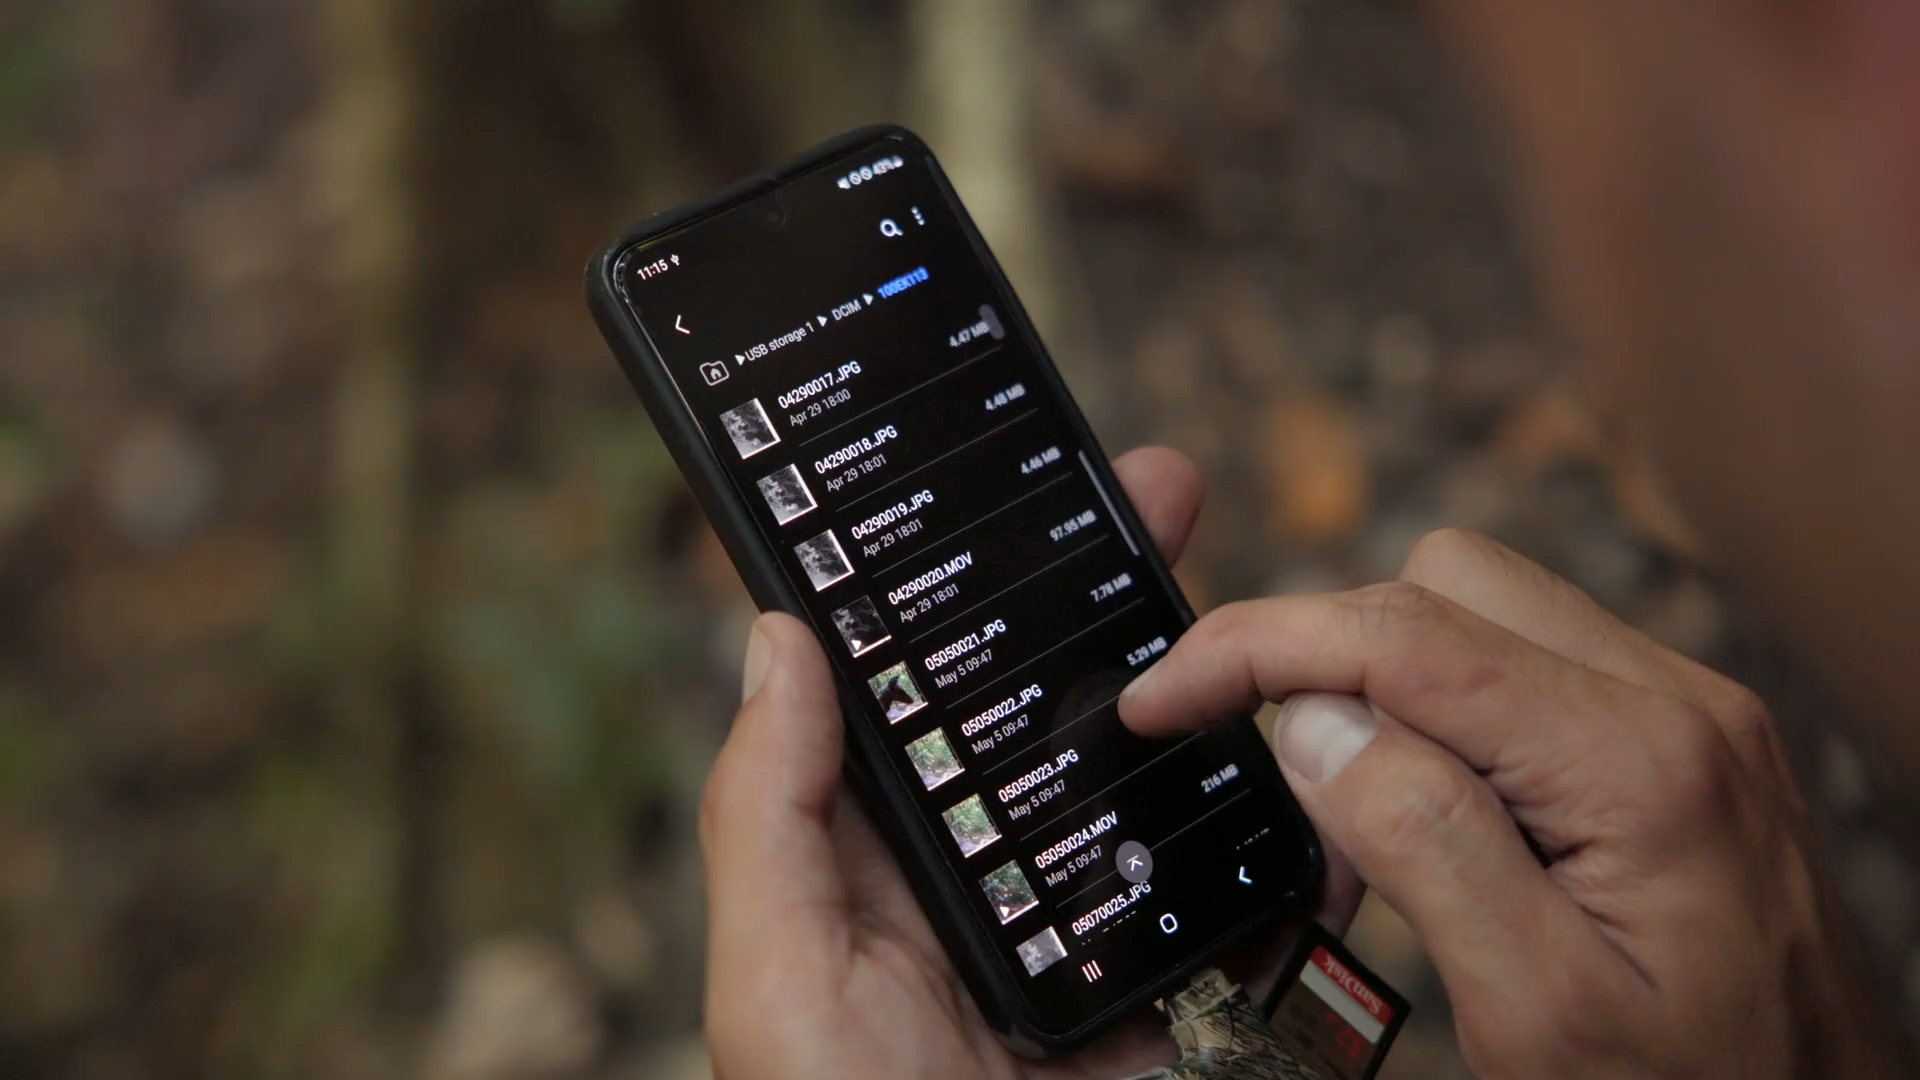 43%
11:15
USB storage 1 ▶ DCIM ▶ 100EK113
04290017.JPG
Apr 29 18:00
4.47 MB
04290018.JPG
Apr 29 18:01
4.48 MB
04290019.JPG
Apr 29 18:01
4.46 MB
04290020.MOV
Apr 29 18:01
97.95 MB
05050021.JPG
May 5 09:47
7.78 MB
05050022.JPG
May 5 09:47
5.29 MB
05050023.JPG
May 5 09:47
05050024.MOV
May 5 09:47
216 MB
05070025.JPG
SanDisk